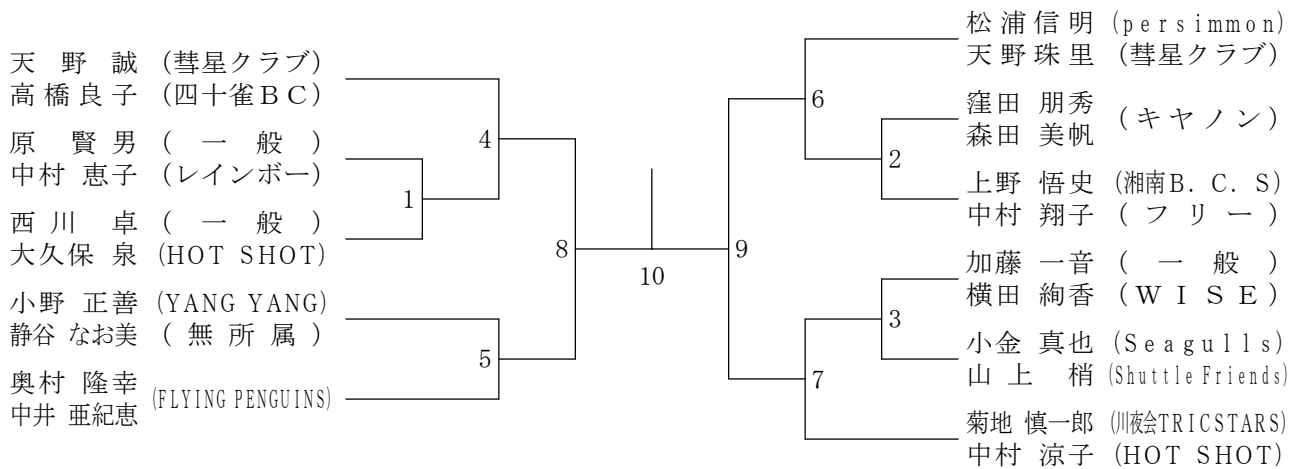 天野誠 (彗星クラブ)
高橋良子 (四十雀BC)
原 賢男 (一般)
中村 恵子 (レインボー)
西川 卓 (一般)
大久保 泉 (HOT SHOT)
小野 正善 (YANG YANG)
静谷 なお美 (無所属)
奥村 隆幸
中井 亜紀恵
(FLYING PENGUINS)
1
4
5
8
10
9
6
2
3
7
松浦信明 (persimmon)
天野珠里 (彗星クラブ)
窪田 朋秀
森田 美帆
(キヤノン)
上野 悟史 (湘南B. C. S)
中村 翔子 (フリー)
加藤 一音 (一般)
横田 絢香 (WISE)
小金 真也 (Seagulls)
山上 梢 (Shuttle Friends)
菊地 慎一郎 (川夜会TRICSTARS)
中村 涼子 (HOT SHOT)